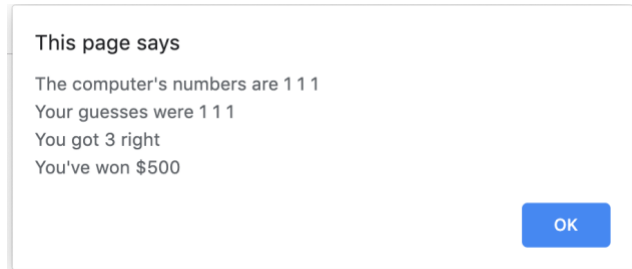 This page says
The computer's numbers are 1 1 1
Your guesses were 1 1 1
You got 3 right
You've won $500
OK